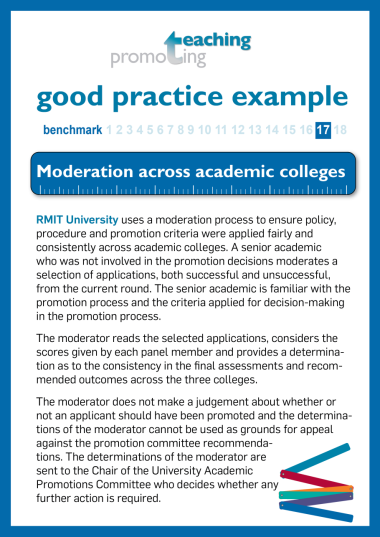 teaching
promoting
good practice example
benchmark 1 2 3 4 5 6 7 8 9 10 11 12 13 14 15 16 17 18
Moderation across academic colleges
RMIT University uses a moderation process to ensure policy,
procedure and promotion criteria were applied fairly and
consistently across academic colleges. A senior academic
who was not involved in the promotion decisions moderates a
selection of applications, both successful and unsuccessful,
from the current round. The senior academic is familiar with the
promotion process and the criteria applied for decision-making
in the promotion process.
The moderator reads the selected applications, considers the
scores given by each panel member and provides a determina-
tion as to the consistency in the final assessments and recom-
mended outcomes across the three colleges.
The moderator does not make a judgement about whether or
not an applicant should have been promoted and the determina-
tions of the moderator cannot be used as grounds for appeal
against the promotion committee recommenda-
tions. The determinations of the moderator are
sent to the Chair of the University Academic
Promotions Committee who decides whether any
further action is required.